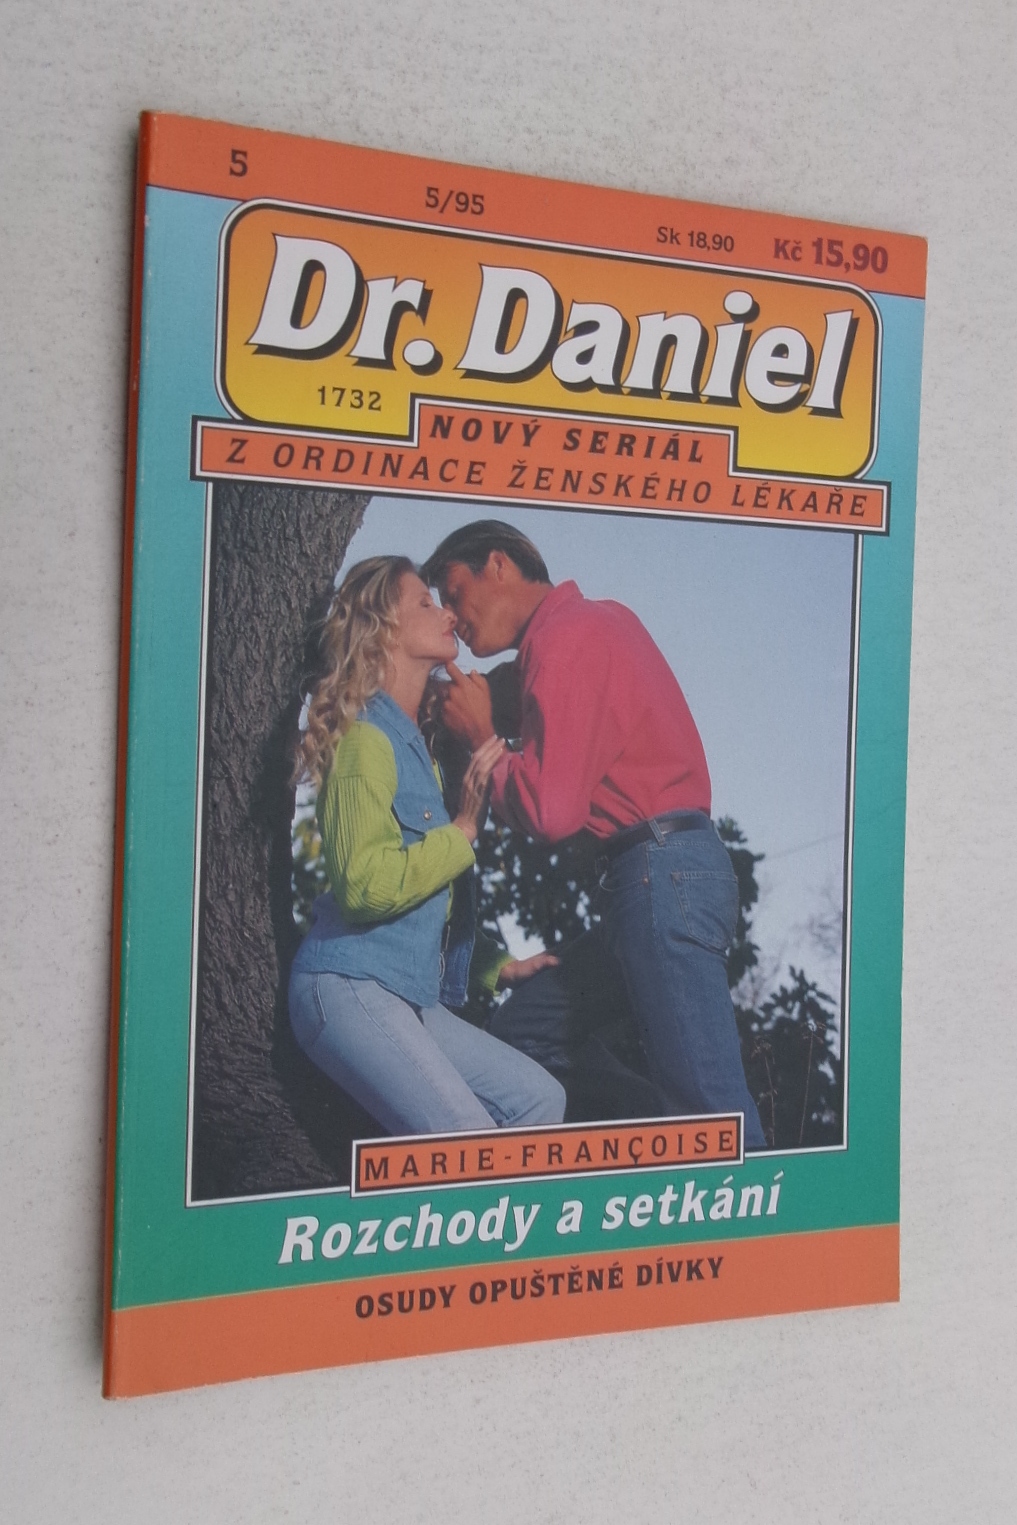 5
5/95
Sk 18,90
Kč 15,90
Dr. Daniel
1732
NOVÝ SERIÁL
Z ORDINACE ŽENSKÉHO LÉKAŘE
MARIE-FRANÇOISE
Rozchody a setkání
OSUDY OPUŠTĚNÉ DÍVKY